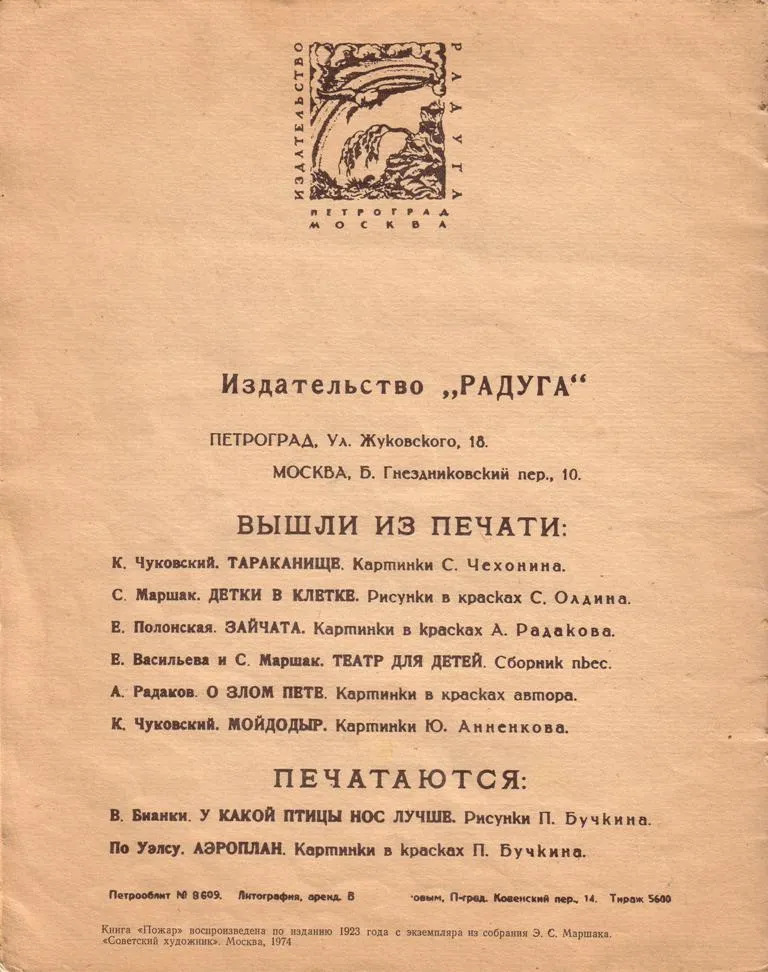 ИЗДАТЕЛЬСТВО
РАДУГА
ПЕТРОГРАД
МОСКВА
Издательство „РАДУГА“
ПЕТРОГРАД, Ул. Жуковского, 18.
МОСКВА, Б. Гнездниковский пер., 10.
ВЫШЛИ ИЗ ПЕЧАТИ:
К. Чуковский. ТАРАКАНИЩЕ. Картинки С. Чехонина.
С. Маршак. ДЕТКИ В КЛЕТКЕ. Рисунки в красках С. Олдина.
Е. Полонская. ЗАЙЧАТА. Картинки в красках А. Радакова.
Е. Васильева и С. Маршак. ТЕАТР ДЛЯ ДЕТЕЙ. Сборник пьес.
А. Радаков. О ЗЛОМ ПЕТЕ. Картинки в красках автора.
К. Чуковский. МОЙДОДЫР. Картинки Ю. Анненкова.
ПЕЧАТАЮТСЯ:
В. Бианки. У КАКОЙ ПТИЦЫ НОС ЛУЧШЕ. Рисунки П. Бучкина.
По Уэлсу. АЭРОПЛАН. Картинки в красках П. Бучкина.
Петрооблит № 8609. Литография, аренд. В овым, П-град. Ковенский пер., 14. Тираж 5600
Книга «Пожар» воспроизведена по изданию 1923 года с экземпляра из собрания Э. С. Маршака.
«Советский художник». Москва, 1974